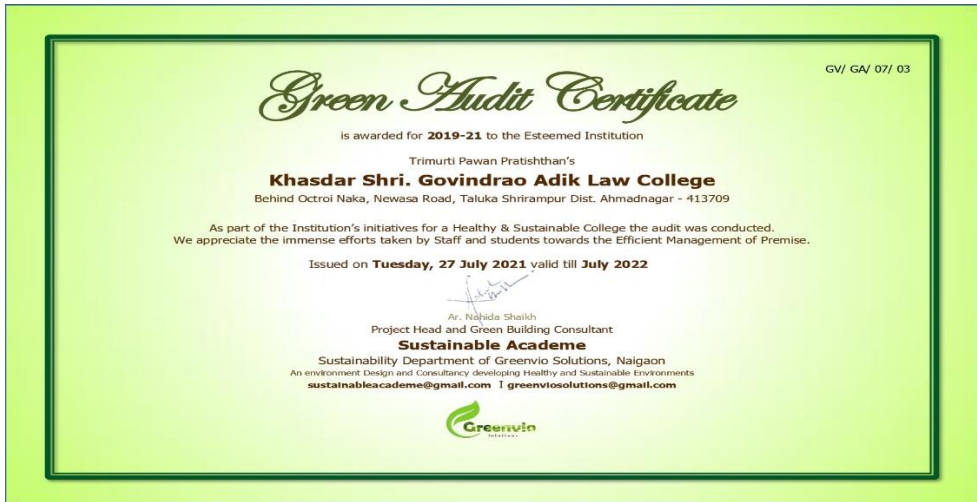 GV/ GA/ 07/ 03
Green Audit Certificate
is awarded for 2019-21 to the Esteemed Institution
Trimurti Pawan Pratishthan's
Khasdar Shri. Govindrao Adik Law College
Behind Octroi Naka, Newasa Road, Taluka Shrirampur Dist. Ahmadnagar - 413709
As part of the Institution's initiatives for a Healthy & Sustainable College the audit was conducted.
We appreciate the immense efforts taken by Staff and students towards the Efficient Management of Premise.
Issued on Tuesday, 27 July 2021 valid till July 2022
Ar. Nahida Shaikh
Project Head and Green Building Consultant
Sustainable Academe
Sustainability Department of Greenvio Solutions, Naigaon
An environment Design and Consultancy developing Healthy and Sustainable Environments
sustainableacademe@gmail.com I greenviosolutions@gmail.com
Greenvio
Solutions